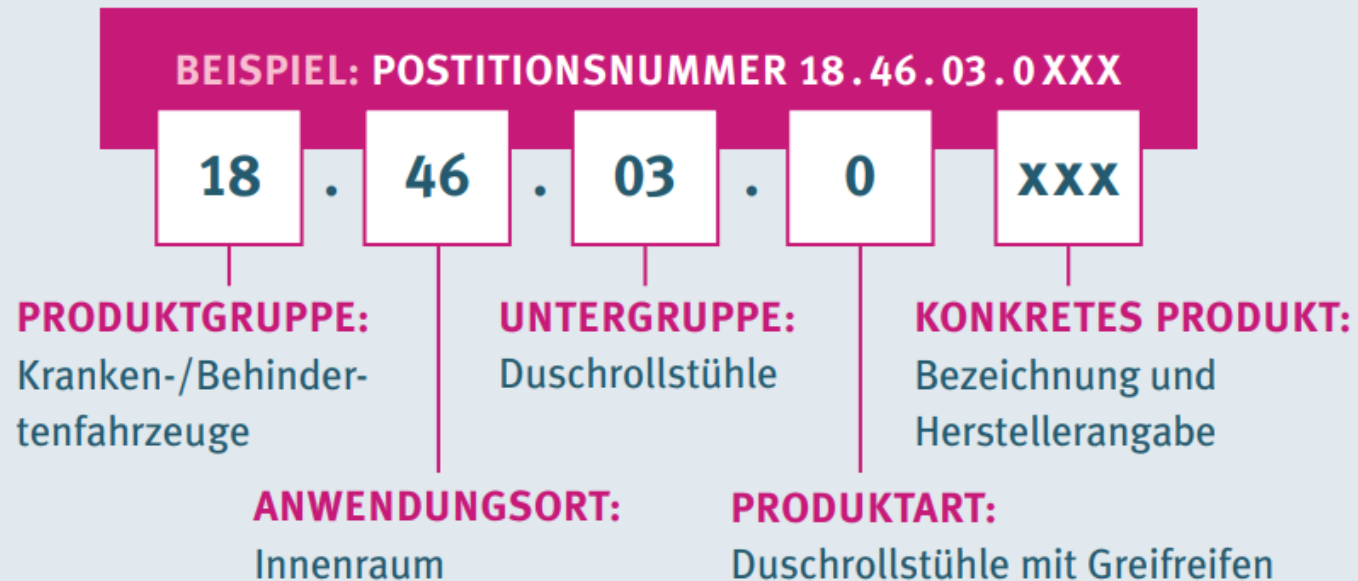 BEISPIEL: POSTITIONSNUMMER 18.46.03.0XXX
18 . 46 . 03 . 0 xxx
PRODUKTGRUPPE:
Kranken-/Behinder-
tenfahrzeuge
UNTERGRUPPE:
Duschrollstühle
KONKRETES PRODUKT:
Bezeichnung und
Herstellerangabe
ANWENDUNGSORT:
Innenraum
PRODUKTART:
Duschrollstühle mit Greifreifen